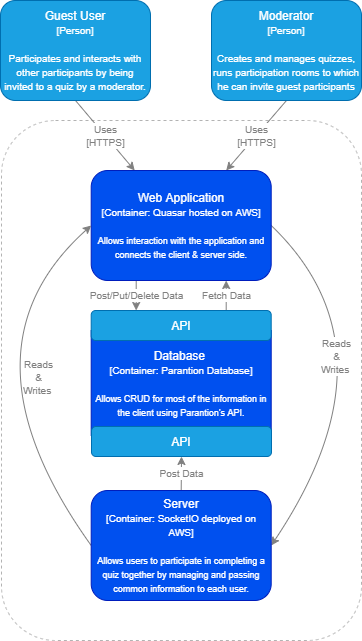 Guest User
[Person]
Participates and interacts with
other participants by being
invited to a quiz by a moderator.
Moderator
[Person]
Creates and manages quizzes,
runs participation rooms to which
he can invite guest participants
Uses
[HTTPS]
Uses
[HTTPS]
Web Application
[Container: Quasar hosted on AWS]
Allows interaction with the application and
connects the client & server side.
Post/Put/Delete Data
Fetch Data
API
Database
[Container: Parantion Database]
Allows CRUD for most of the information in
the client using Parantion's API.
API
Reads
&
Writes
Reads
&
Writes
Post Data
Server
[Container: SocketIO deployed on
AWS]
Allows users to participate in completing a
quiz together by managing and passing
common information to each user.